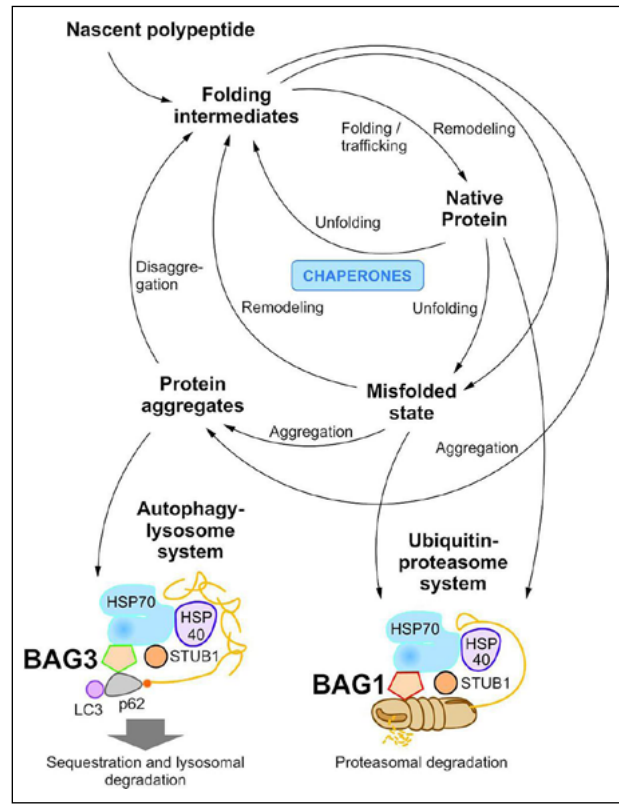 Nascent polypeptide
Folding
intermediates
Folding /
trafficking
Remodeling
Native
Protein
Unfolding
CHAPERONES
Disaggre-
gation
Remodeling
Unfolding
Protein
aggregates
Misfolded
state
Aggregation
Aggregation
Autophagy-
lysosome
system
Ubiquitin-
proteasome
system
HSP70
HSP
40
BAG3
STUB1
LC3
p62
HSP70
HSP
40
BAG1
STUB1
Sequestration and lysosomal
degradation
Proteasomal degradation